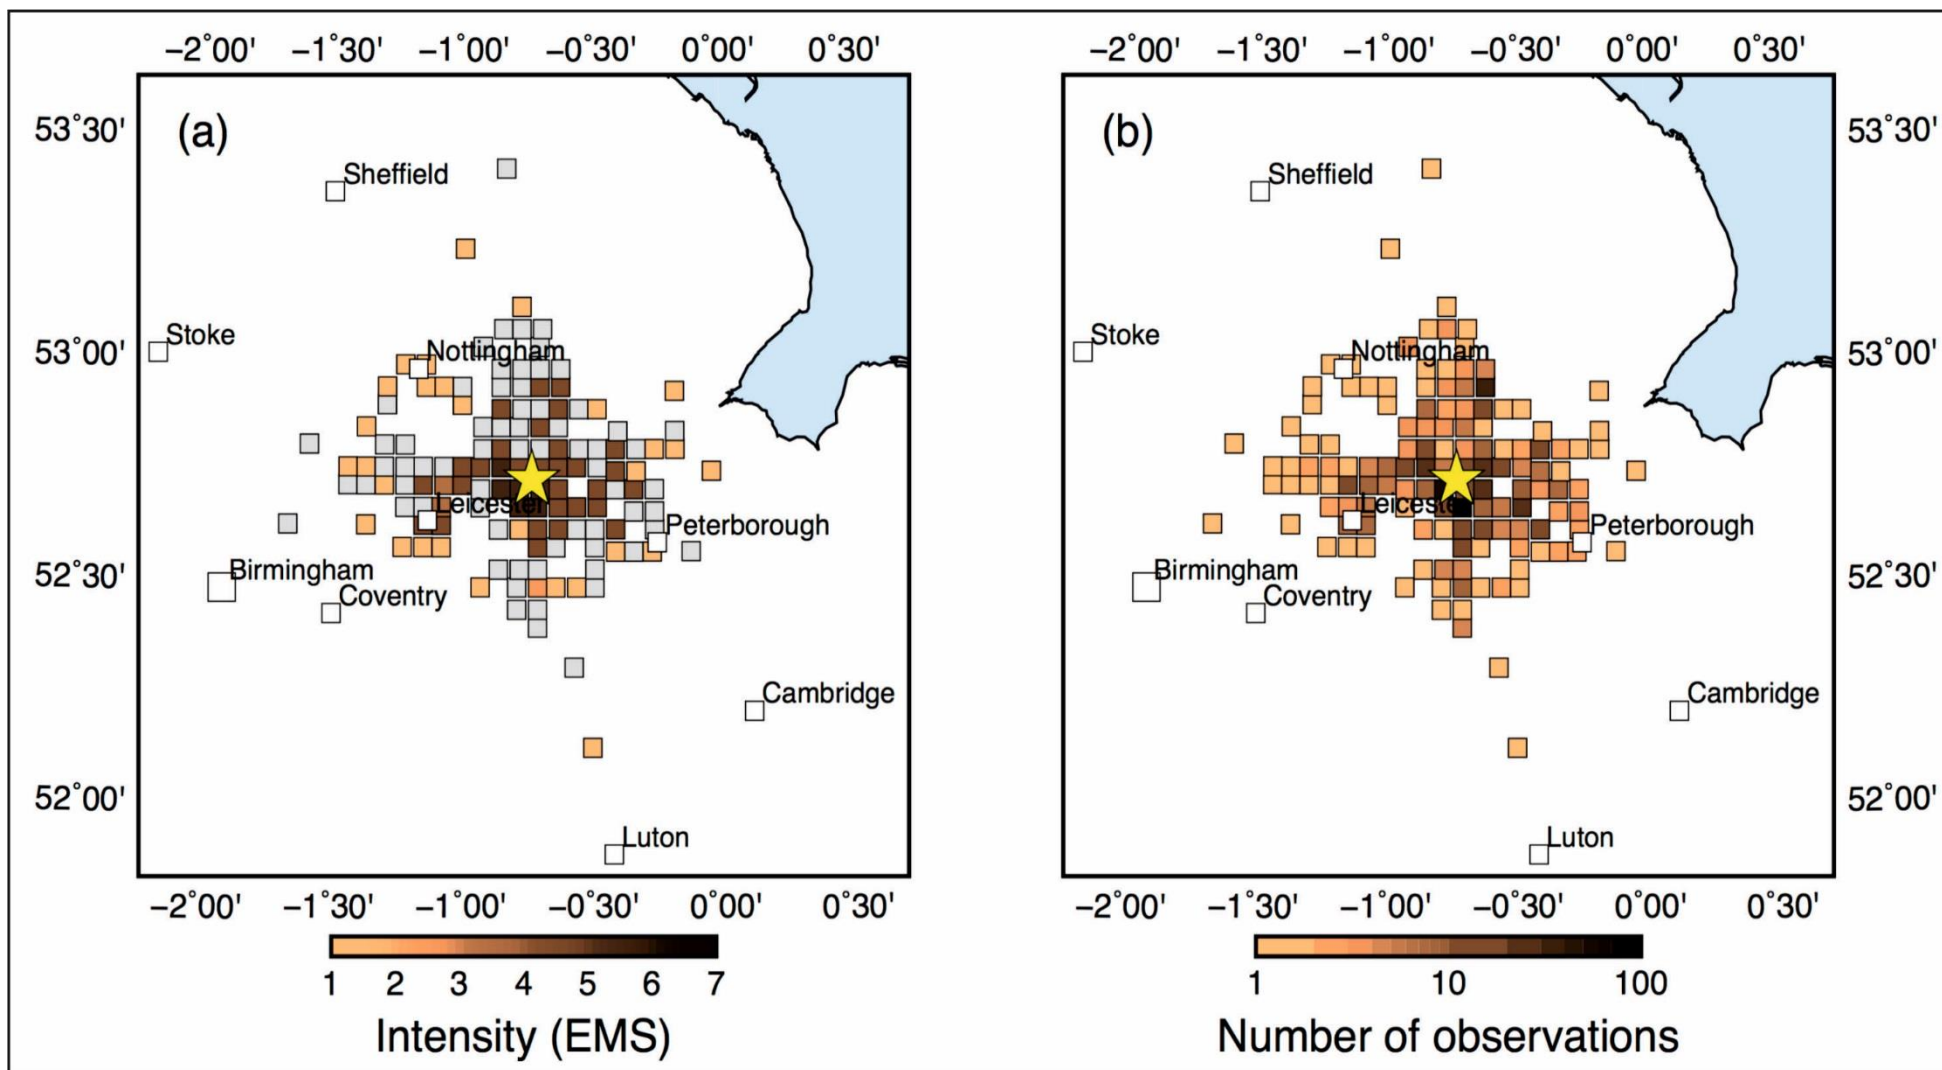 −2˚00' −1˚30' −1˚00' −0˚30' 0˚00' 0˚30'
53˚30'
53˚00'
52˚30'
52˚00'
(a)
Sheffield
Stoke
Nottingham
Leicester
Peterborough
Birmingham
Coventry
Cambridge
Luton
−2˚00' −1˚30' −1˚00' −0˚30' 0˚00' 0˚30'
1 2 3 4 5 6 7
Intensity (EMS)
−2˚00' −1˚30' −1˚00' −0˚30' 0˚00' 0˚30'
(b)
53˚30'
53˚00'
52˚30'
52˚00'
Sheffield
Stoke
Nottingham
Leicester
Peterborough
Birmingham
Coventry
Cambridge
Luton
−2˚00' −1˚30' −1˚00' −0˚30' 0˚00' 0˚30'
1 10 100
Number of observations